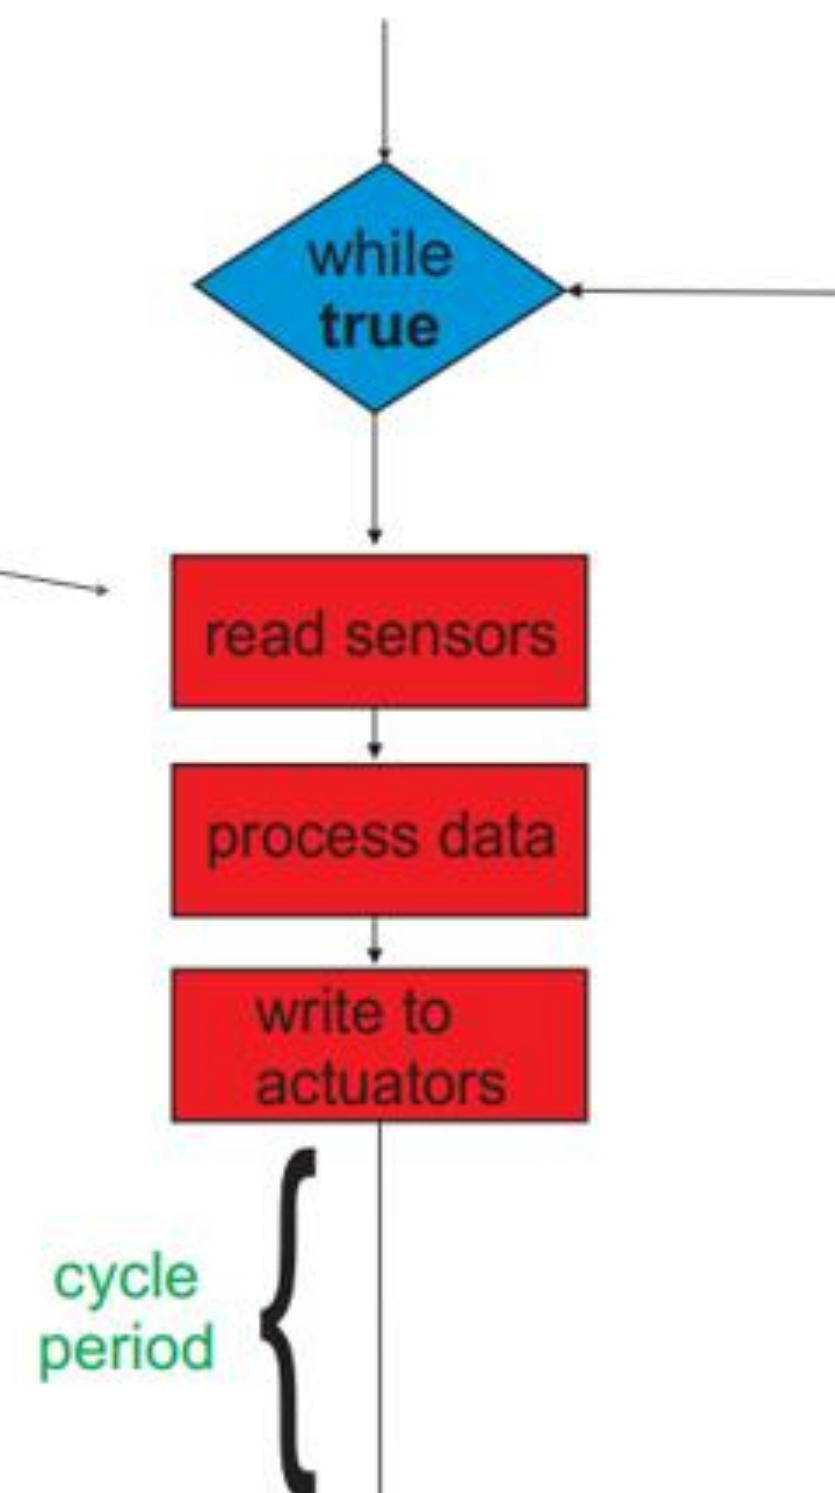 while
true
read sensors
process data
write to
actuators
cycle
period